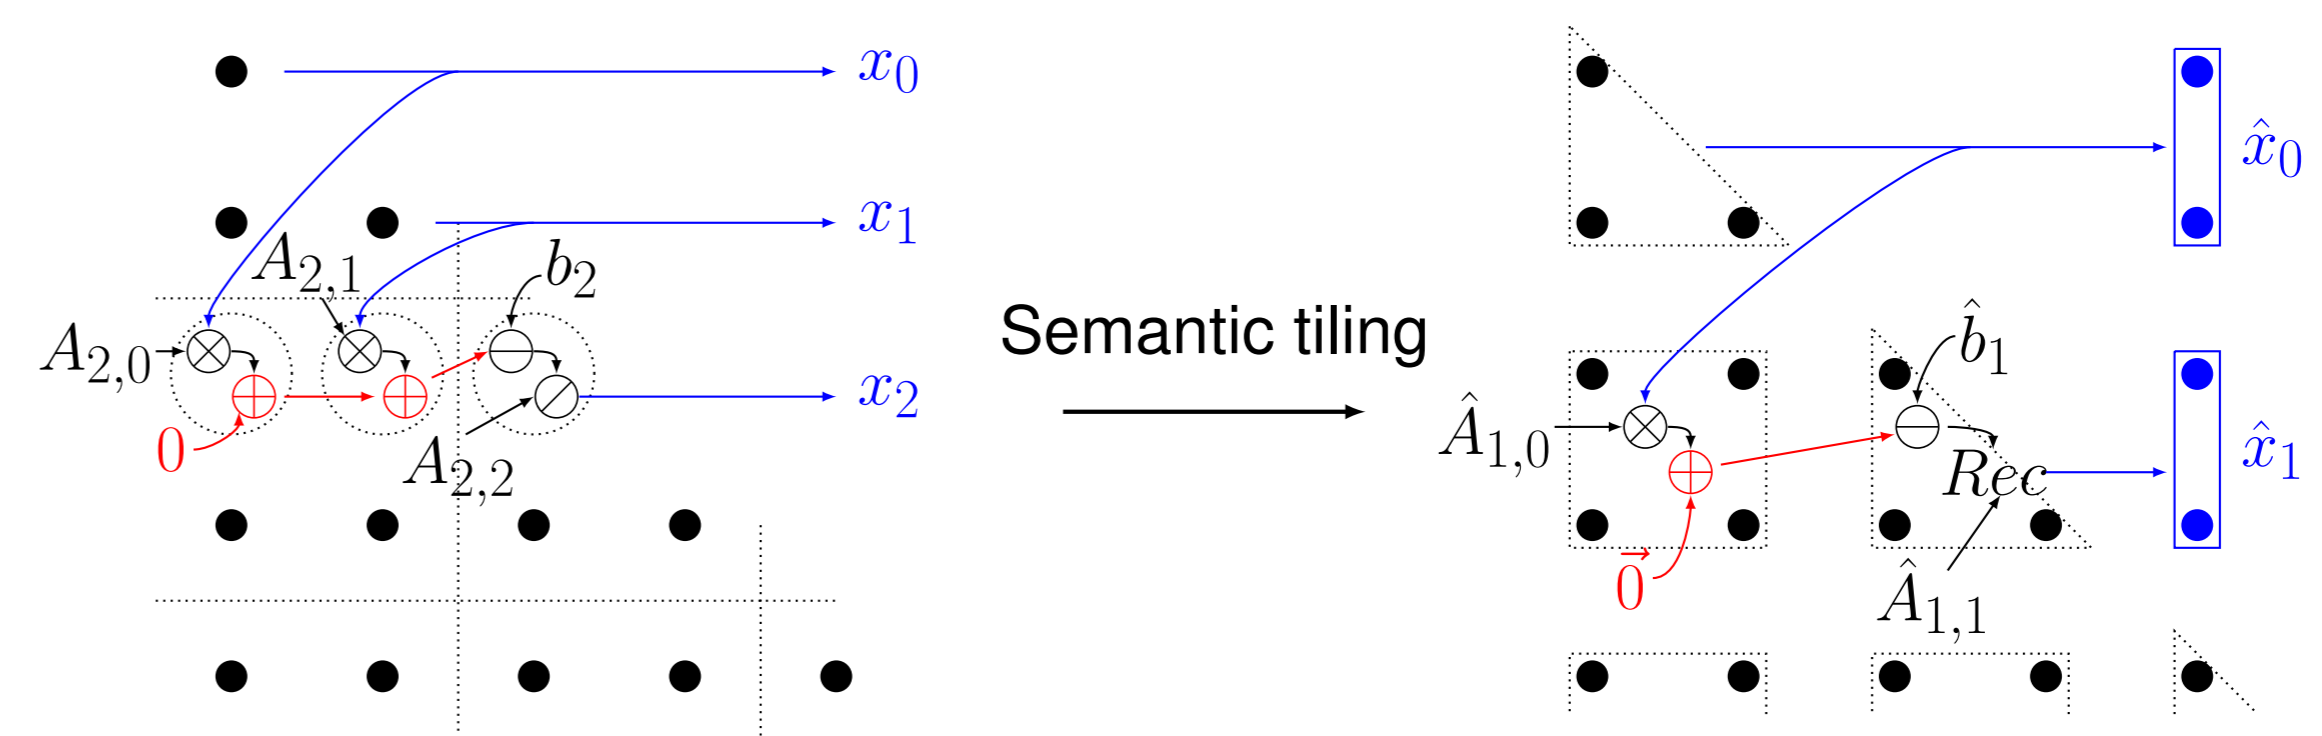 x₀
x₁
A₂,₁
b₂
A₂,₀
x₂
0
A₂,₂
Semantic tiling
x̂₀
b̂₁
Â₁,₀
x̂₁
Rec
0⃗
Â₁,₁